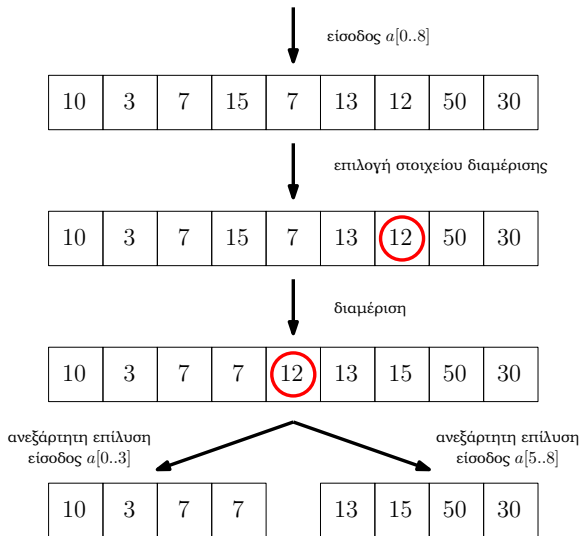 είσοδος a[0..8]
10 3 7 15 7 13 12 50 30
επιλογή στοιχείου διαμέρισης
10 3 7 15 7 13 12 50 30
διαμέριση
10 3 7 7 12 13 15 50 30
ανεξάρτητη επίλυση
είσοδος a[0..3]
ανεξάρτητη επίλυση
είσοδος a[5..8]
10 3 7 7
13 15 50 30